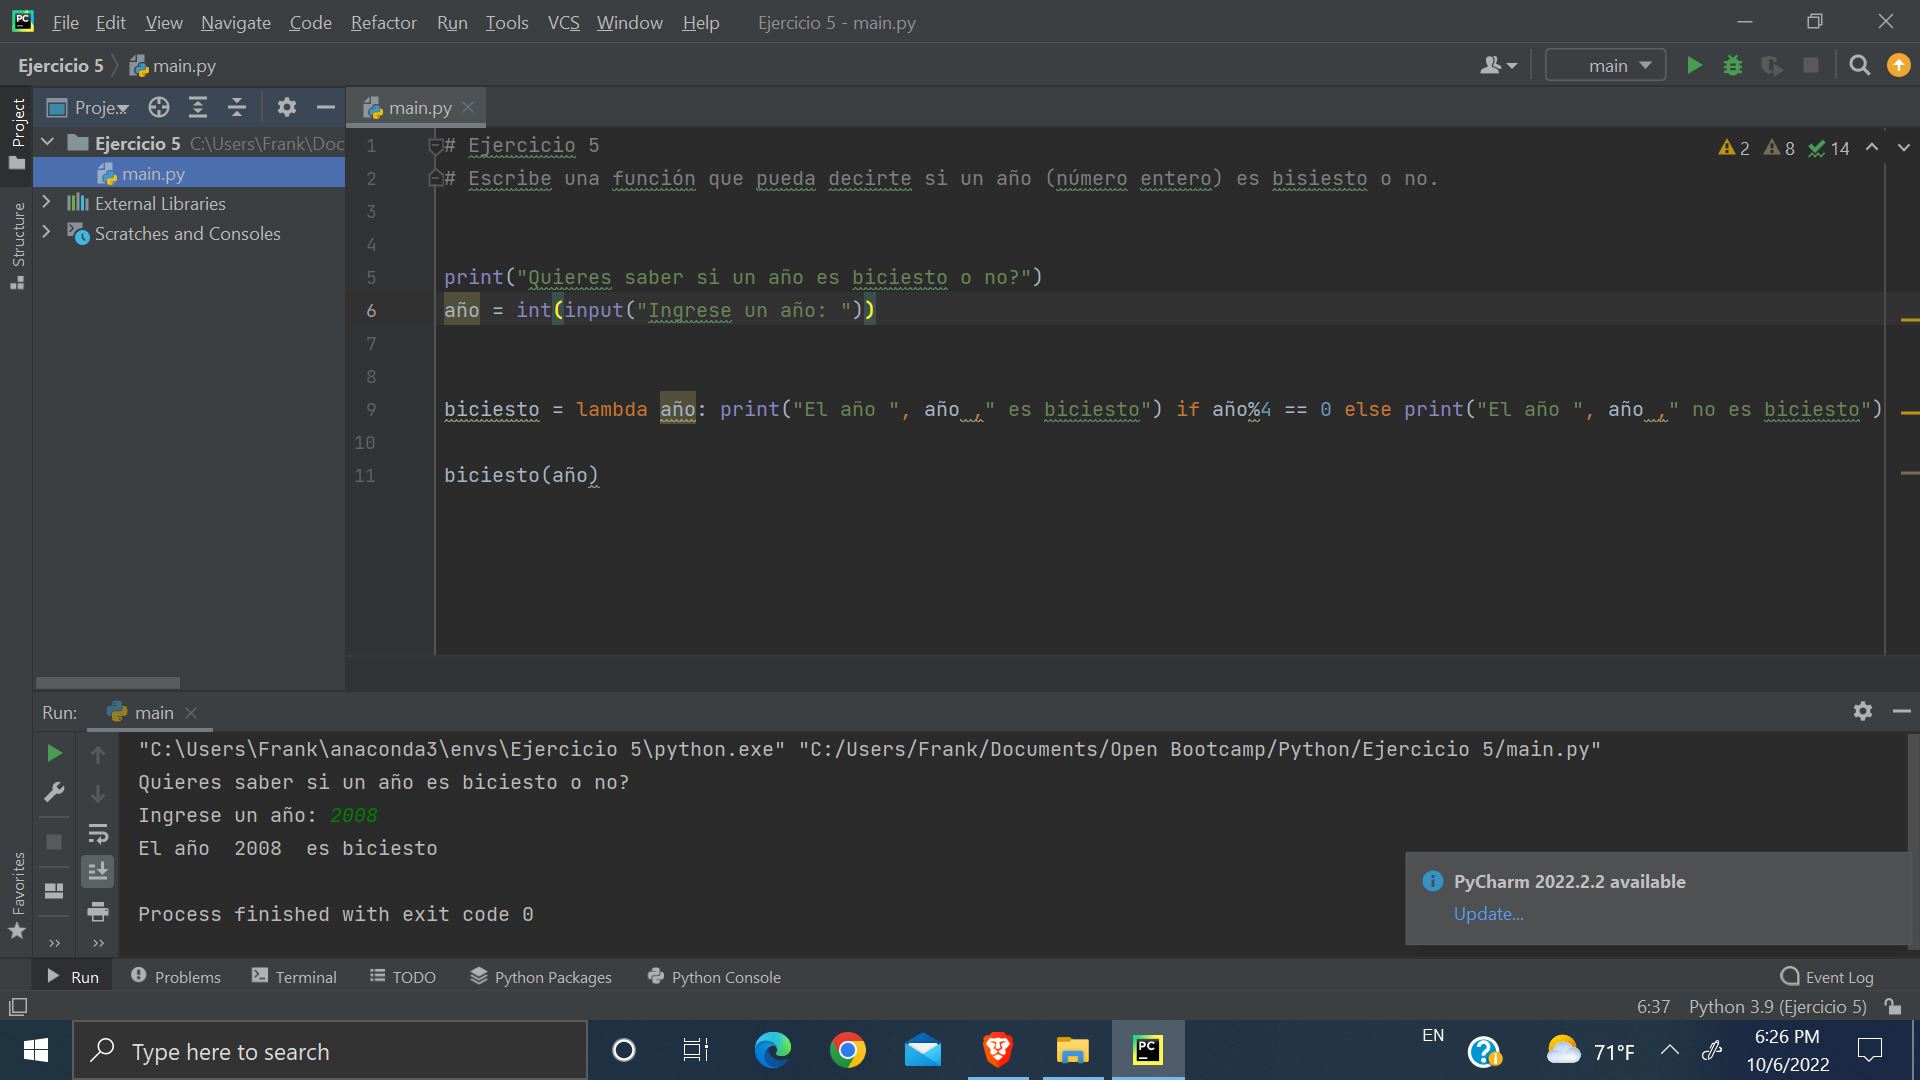 File Edit View Navigate Code Refactor Run Tools VCS Window Help Ejercicio 5 - main.py
Ejercicio 5 main.py main
Project
Proje...
main.py
Ejercicio 5 C:\Users\Frank\Doc
main.py
External Libraries
Scratches and Consoles
Structure
Favorites
2 8 14
1 # Ejercicio 5
2 # Escribe una función que pueda decirte si un año (número entero) es bisiesto o no.
3
4
5 print("Quieres saber si un año es biciesto o no?")
6 año = int(input("Ingrese un año: "))
7
8
9 biciesto = lambda año: print("El año ", año ," es biciesto") if año%4 == 0 else print("El año ", año ," no es biciesto")
10
11 biciesto(año)
Run: main
"C:\Users\Frank\anaconda3\envs\Ejercicio 5\python.exe" "C:/Users/Frank/Documents/Open Bootcamp/Python/Ejercicio 5/main.py"
Quieres saber si un año es biciesto o no?
Ingrese un año: 2008
El año  2008  es biciesto
Process finished with exit code 0
PyCharm 2022.2.2 available
Update...
Run Problems Terminal TODO Python Packages Python Console Event Log
6:37 Python 3.9 (Ejercicio 5)
Type here to search
PC
EN
71°F
6:26 PM
10/6/2022